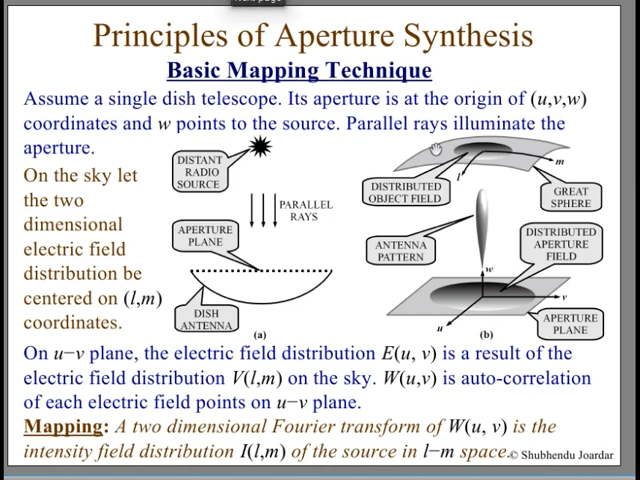 Principles of Aperture Synthesis
Basic Mapping Technique
Assume a single dish telescope. Its aperture is at the origin of (u,v,w)
coordinates and w points to the source. Parallel rays illuminate the
aperture.
On the sky let
the two
dimensional
electric field
distribution be
centered on (l,m)
coordinates.
DISTANT
RADIO
SOURCE
PARALLEL
RAYS
APERTURE
PLANE
DISH
ANTENNA
(a)
l
m
DISTRIBUTED
OBJECT FIELD
GREAT
SPHERE
ANTENNA
PATTERN
DISTRIBUTED
APERTURE
FIELD
w
v
u
APERTURE
PLANE
(b)
On u−v plane, the electric field distribution E(u, v) is a result of the
electric field distribution V(l,m) on the sky. W(u,v) is auto-correlation
of each electric field points on u−v plane.
Mapping: A two dimensional Fourier transform of W(u, v) is the
intensity field distribution I(l,m) of the source in l−m space.
© Shubhendu Joardar